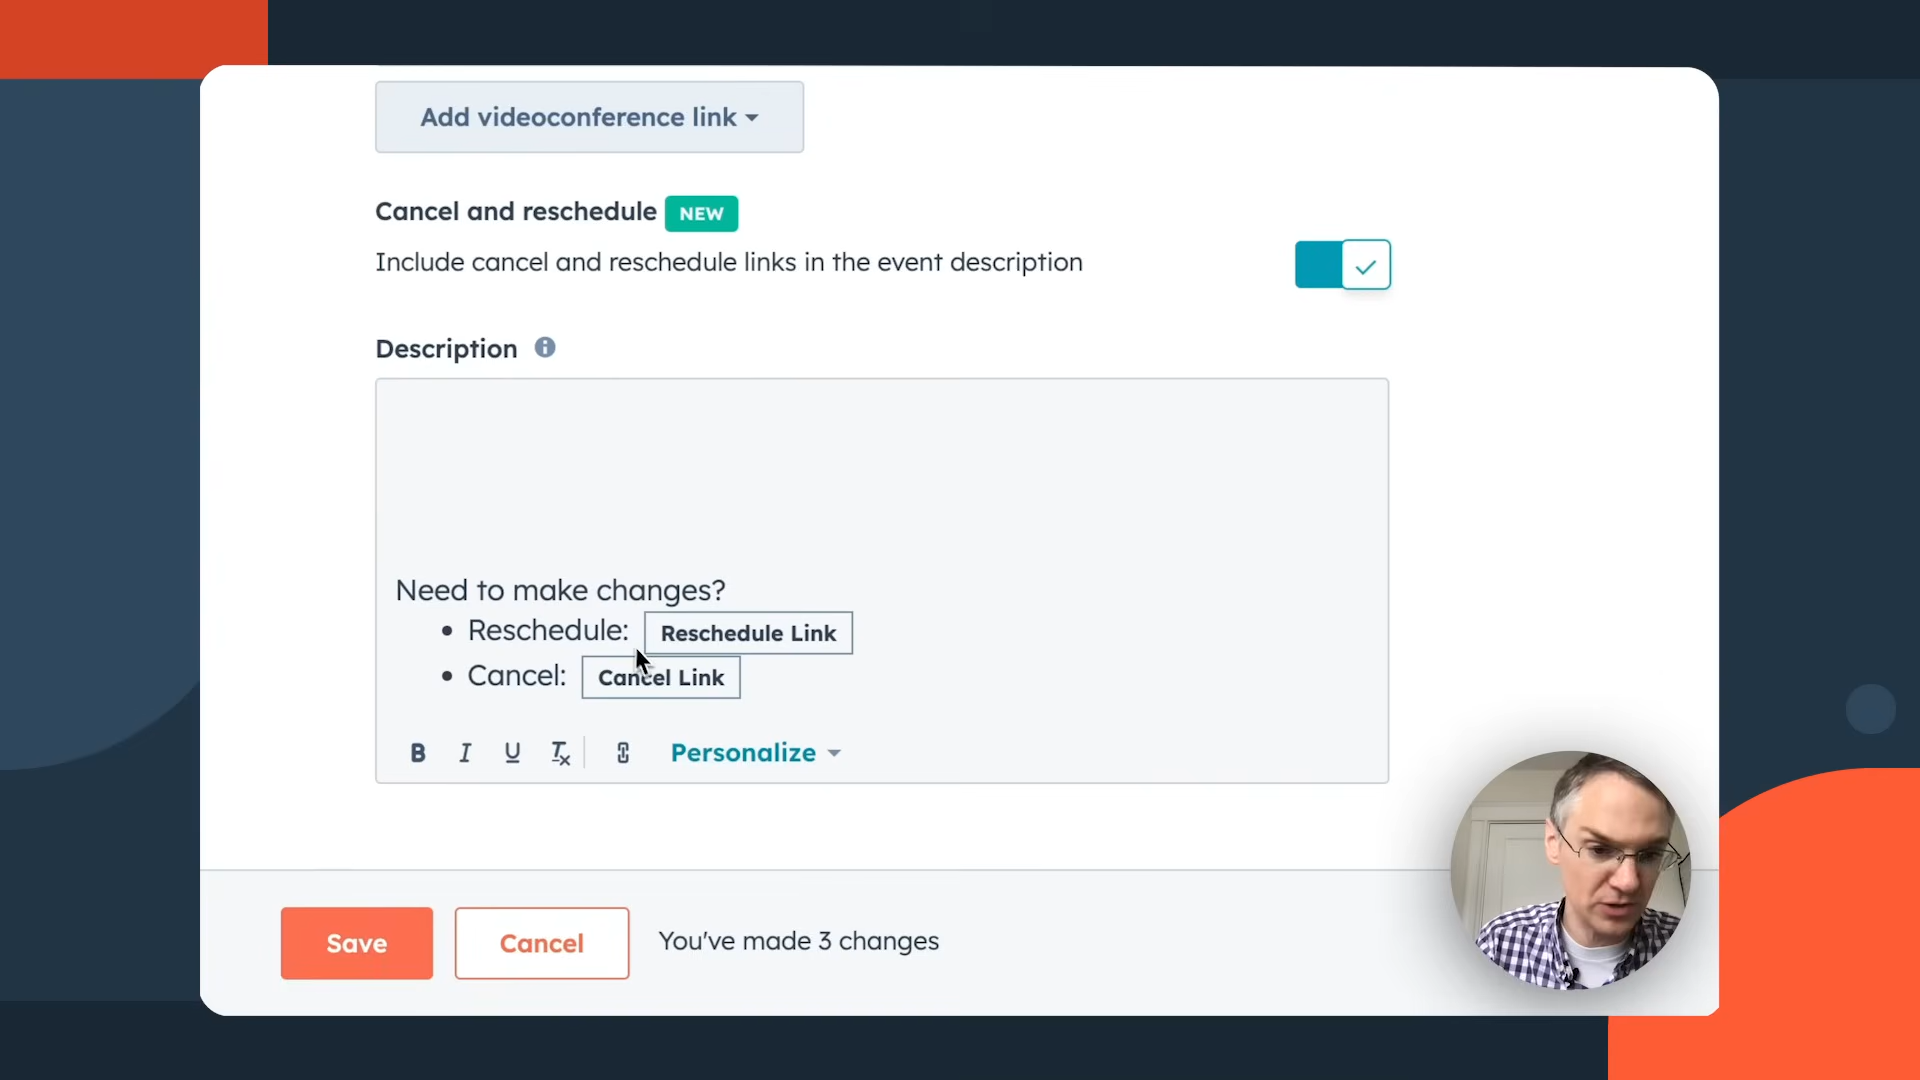 Add videoconference link
Cancel and reschedule NEW
Include cancel and reschedule links in the event description
Description
Need to make changes?
• Reschedule: Reschedule Link
• Cancel: Cancel Link
B I U Tx Personalize
Save Cancel You've made 3 changes